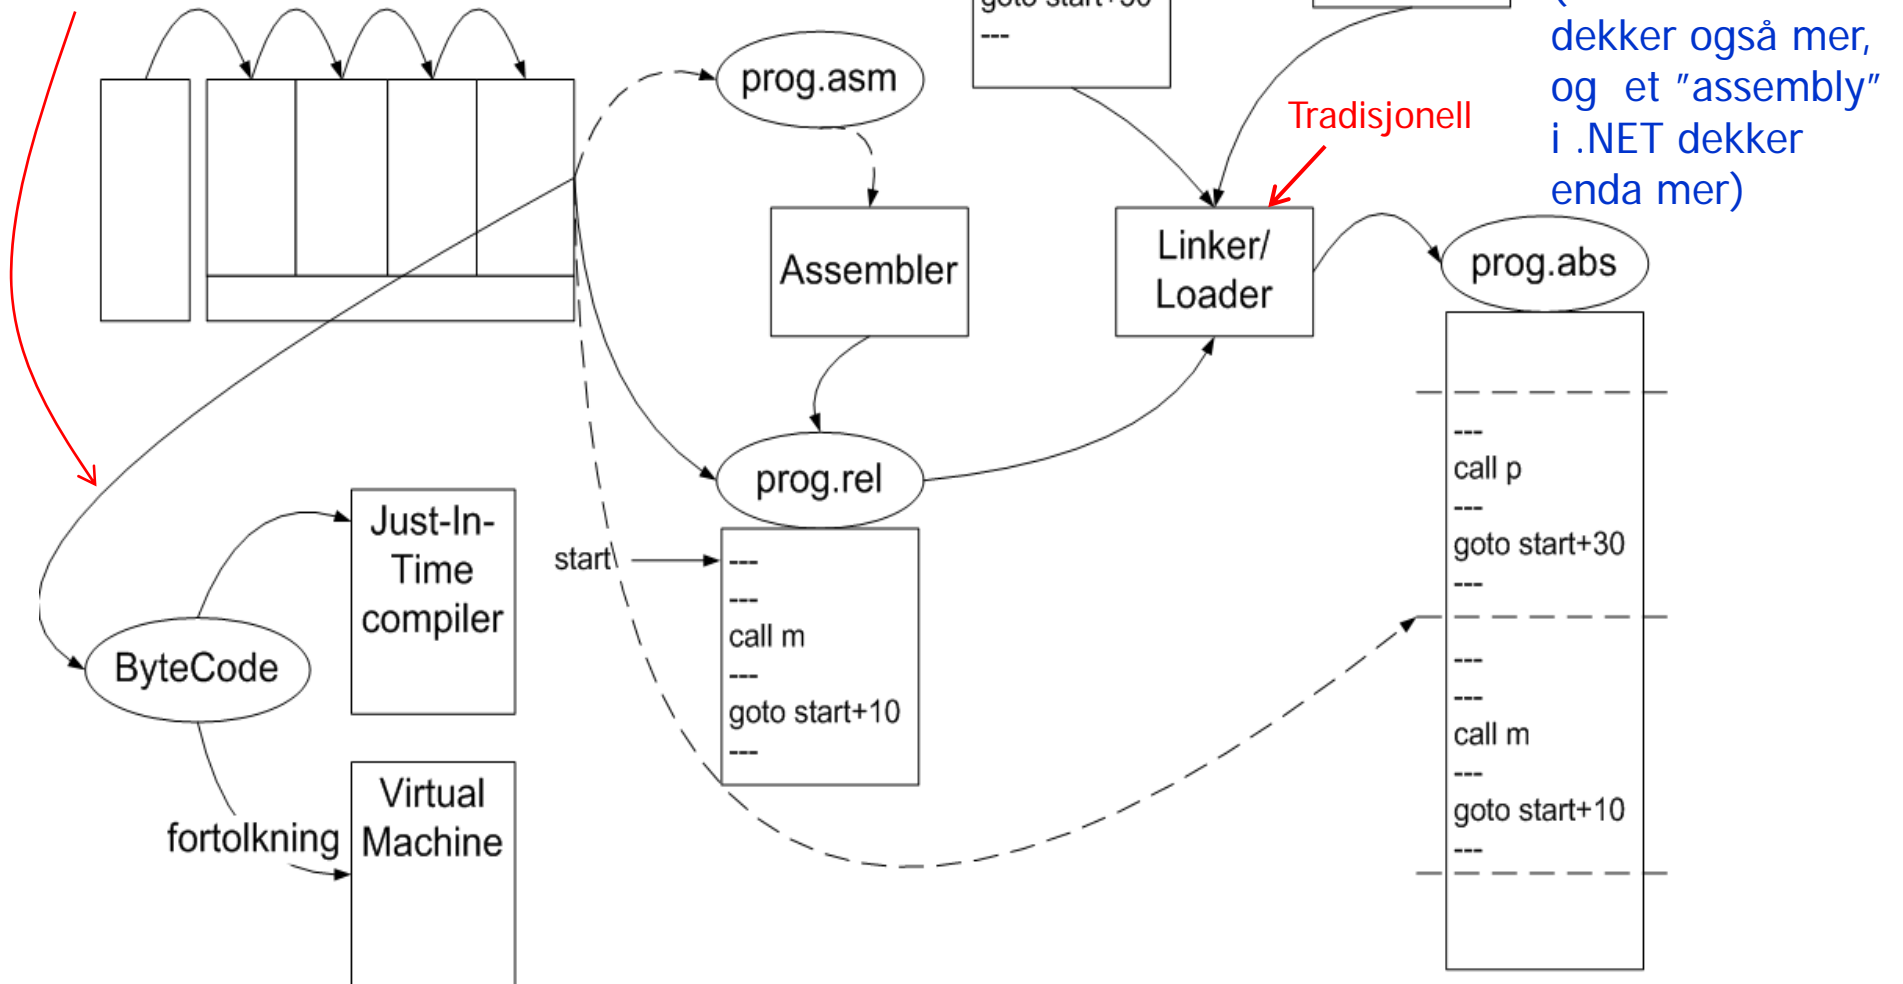 ---
dekker også mer,
og et "assembly"
i .NET dekker
enda mer)
prog.asm
Tradisjonell
Assembler
Linker/
Loader
prog.abs
---
call p
---
goto start+30
---
---
---
call m
---
goto start+10
---
prog.rel
start
---
---
call m
---
goto start+10
---
Just-In-
Time
compiler
ByteCode
fortolkning
Virtual
Machine